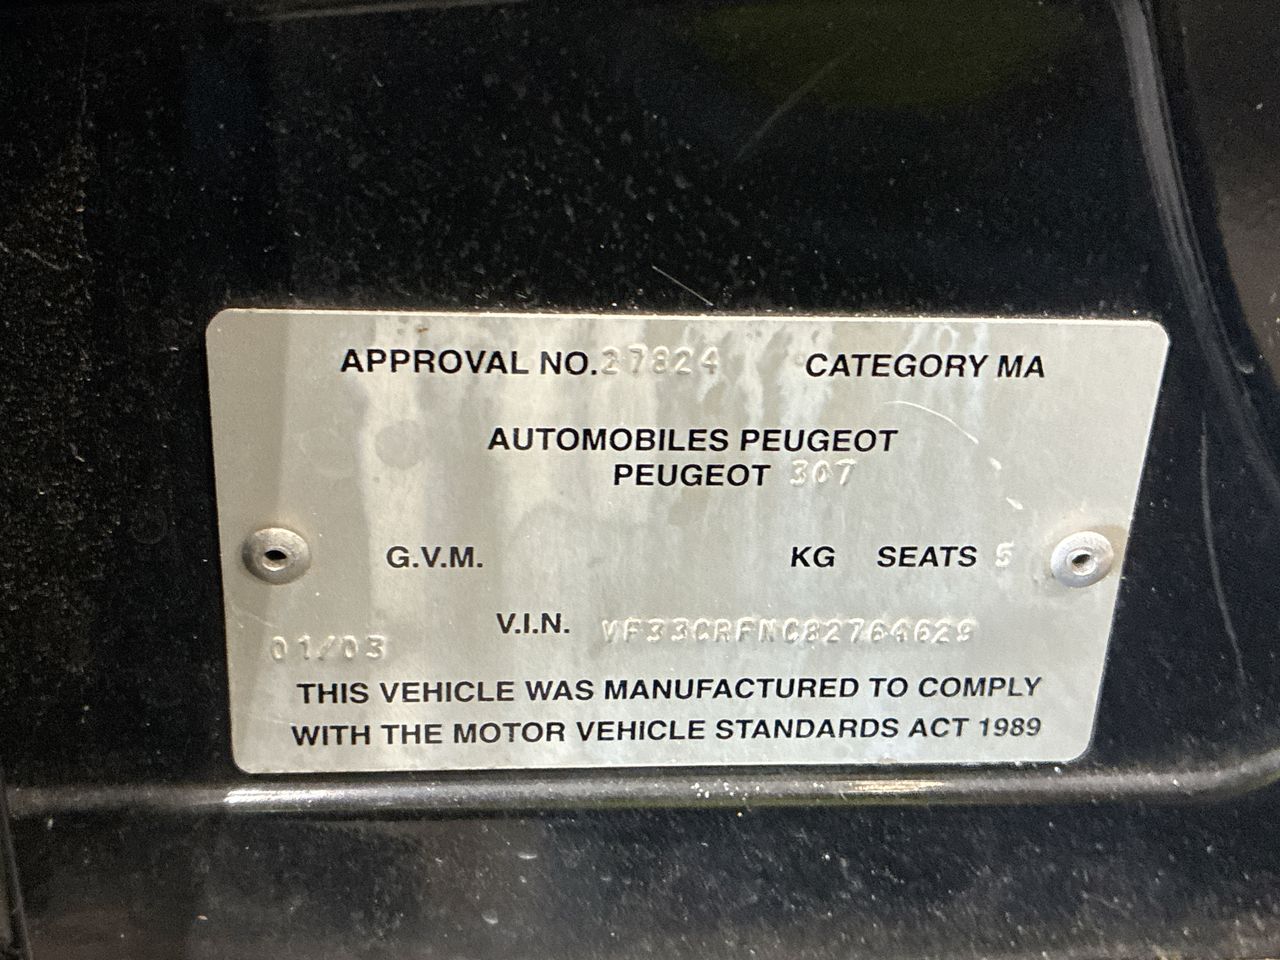 APPROVAL NO. 27824 CATEGORY MA
AUTOMOBILES PEUGEOT
PEUGEOT 307
G.V.M. KG SEATS 5
V.I.N. VF33CRFNC82764629
01/03
THIS VEHICLE WAS MANUFACTURED TO COMPLY
WITH THE MOTOR VEHICLE STANDARDS ACT 1989